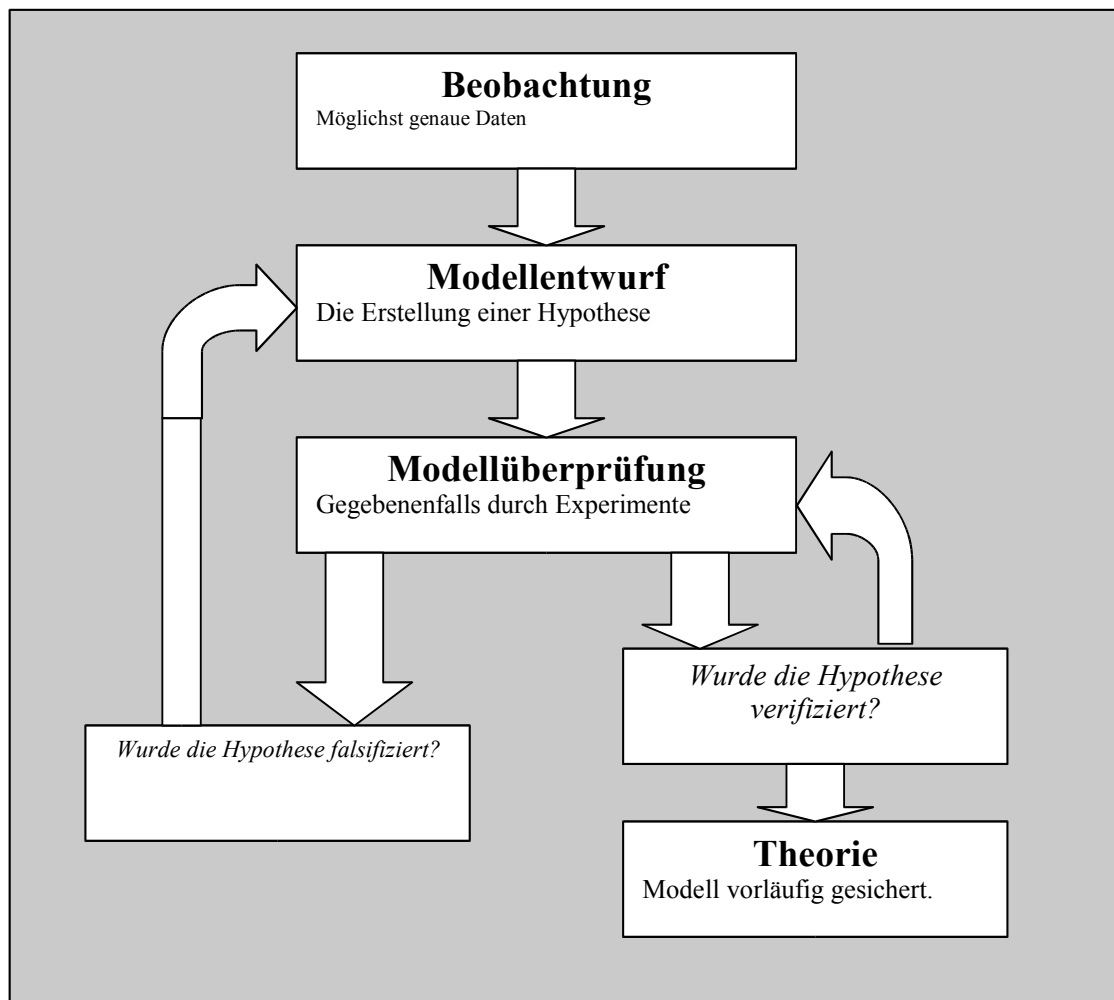 Beobachtung
Möglichst genaue Daten
Modellentwurf
Die Erstellung einer Hypothese
Modellüberprüfung
Gegebenenfalls durch Experimente
Wurde die Hypothese
verifiziert?
Wurde die Hypothese falsifiziert?
Theorie
Modell vorläufig gesichert.